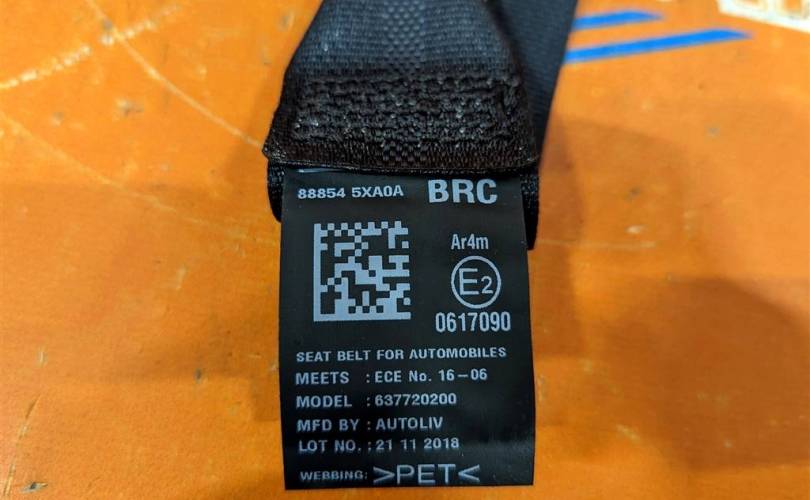 88854 5XA0A BRC
Ar4m
E2
0617090
SEAT BELT FOR AUTOMOBILES
MEETS : ECE No. 16-06
MODEL : 637720200
MFD BY : AUTOLIV
LOT NO. : 21 11 2018
WEBBING: >PET<